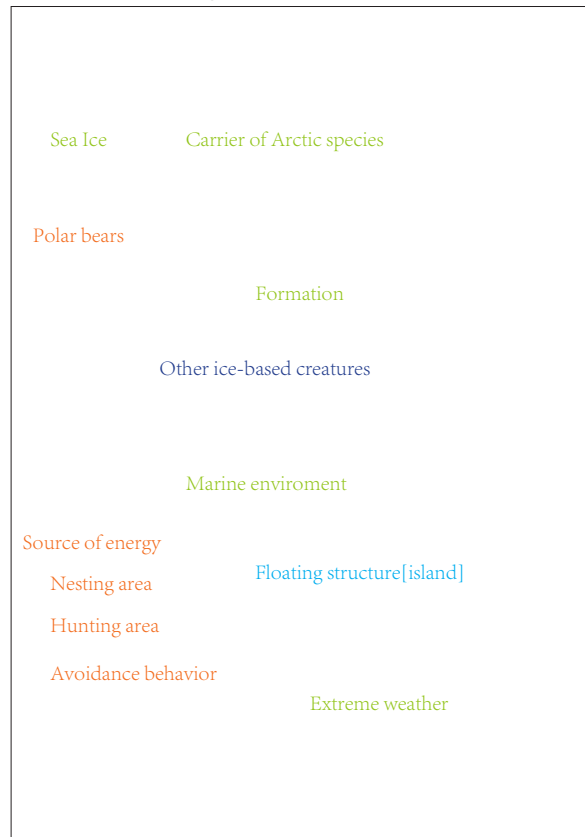 Sea Ice
Carrier of Arctic species
Polar bears
Formation
Other ice-based creatures
Marine enviroment
Source of energy
Floating structure[island]
Nesting area
Hunting area
Avoidance behavior
Extreme weather